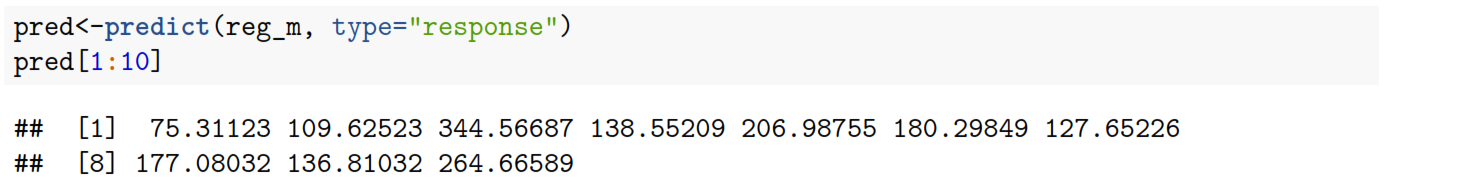 pred<-predict(reg_m, type="response")
pred[1:10]
## [1] 75.31123 109.62523 344.56687 138.55209 206.98755 180.29849 127.65226
## [8] 177.08032 136.81032 264.66589